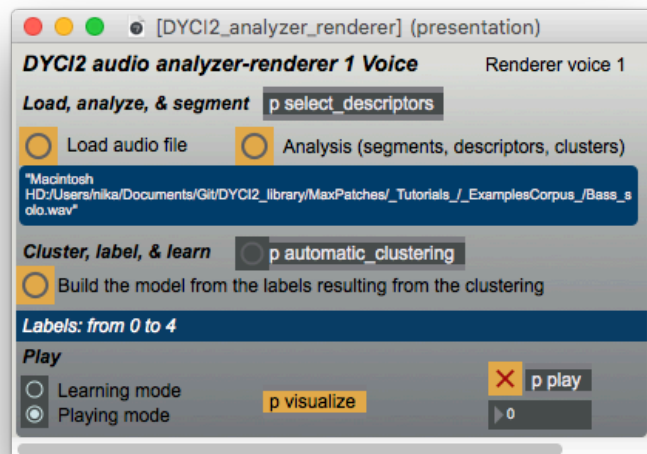 [DYCI2_analyzer_renderer] (presentation)
DYCI2 audio analyzer-renderer 1 Voice Renderer voice 1
Load, analyze, & segment p select_descriptors
Load audio file Analysis (segments, descriptors, clusters)
"Macintosh
HD:/Users/nika/Documents/Git/DYCI2_library/MaxPatches/_Tutorials_/_ExamplesCorpus_/Bass_s
olo.wav"
Cluster, label, & learn p automatic_clustering
Build the model from the labels resulting from the clustering
Labels: from 0 to 4
Play
Learning mode
Playing mode
p visualize
p play
0